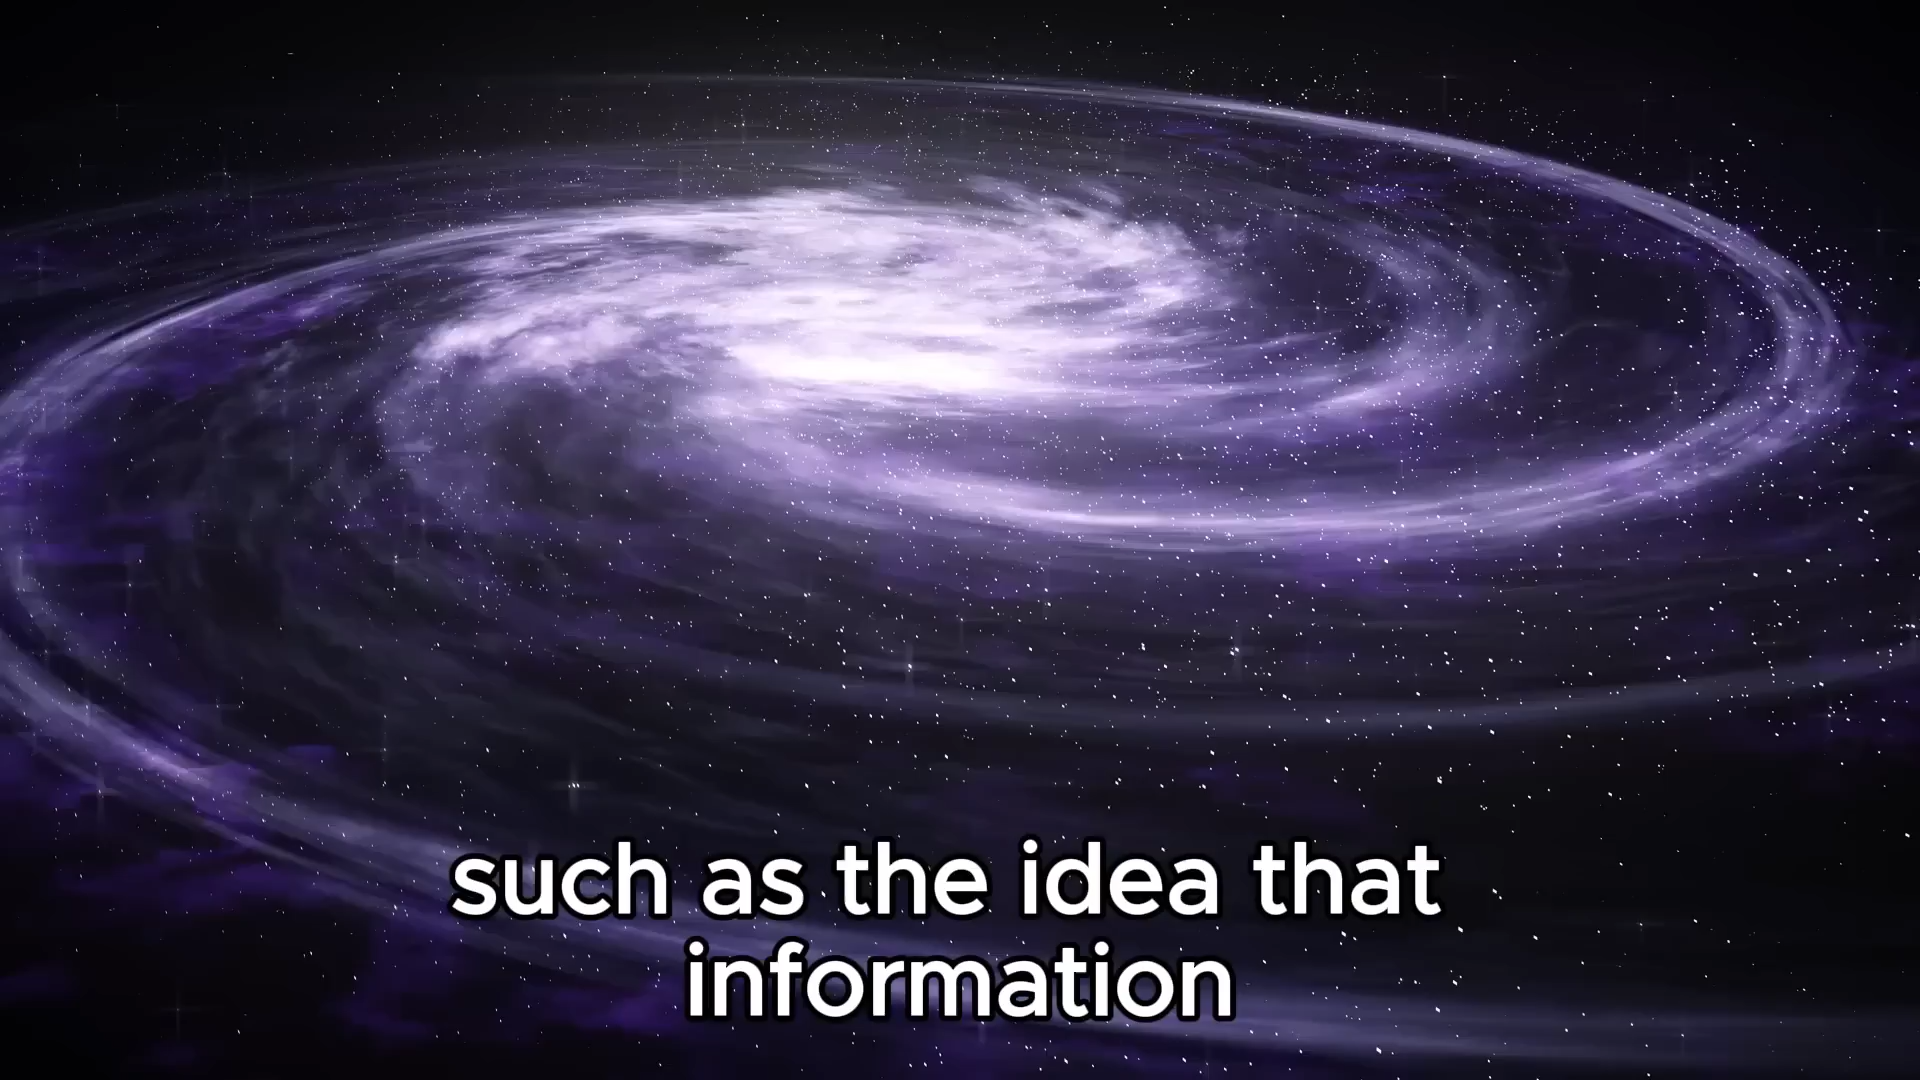 such as the idea that
information